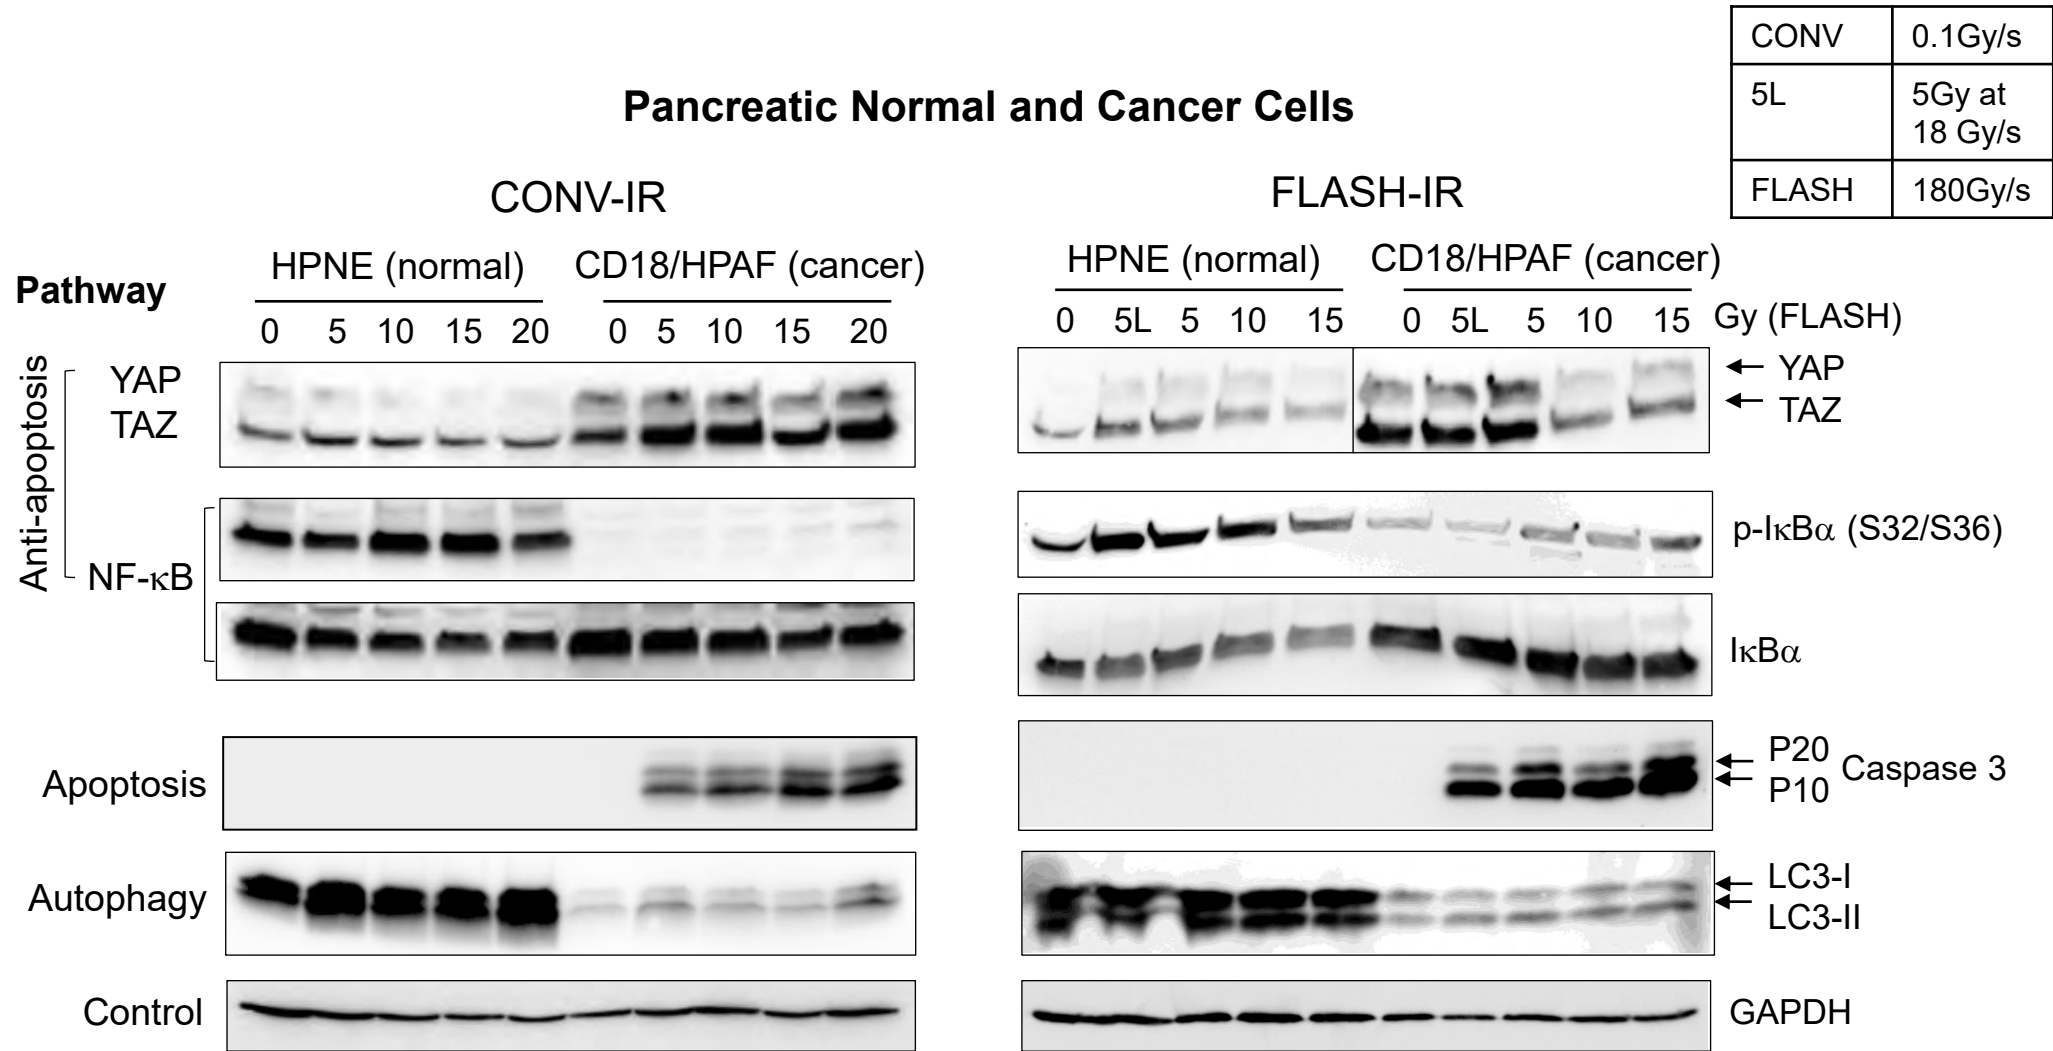 CONV 0.1Gy/s
5L 5Gy at
18 Gy/s
FLASH 180Gy/s
Pancreatic Normal and Cancer Cells
CONV-IR
FLASH-IR
Pathway
HPNE (normal) CD18/HPAF (cancer)
0 5 10 15 20 0 5 10 15 20
HPNE (normal) CD18/HPAF (cancer)
0 5L 5 10 15 0 5L 5 10 15 Gy (FLASH)
Anti-apoptosis
YAP
TAZ
NF-κB
Apoptosis
Autophagy
Control
YAP
TAZ
p-IκBα (S32/S36)
IκBα
P20
P10
Caspase 3
LC3-I
LC3-II
GAPDH